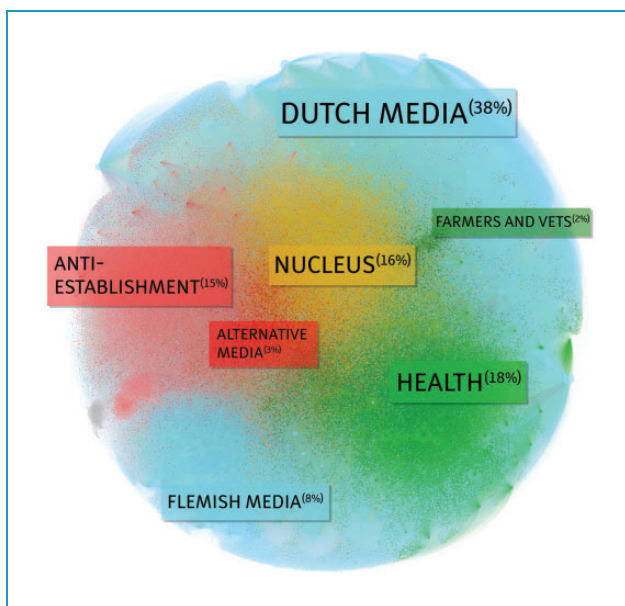 DUTCH MEDIA(38%)
FARMERS AND VETS(2%)
ANTI-
ESTABLISHMENT(15%)
NUCLEUS(16%)
ALTERNATIVE
MEDIA(3%)
HEALTH(18%)
FLEMISH MEDIA(8%)